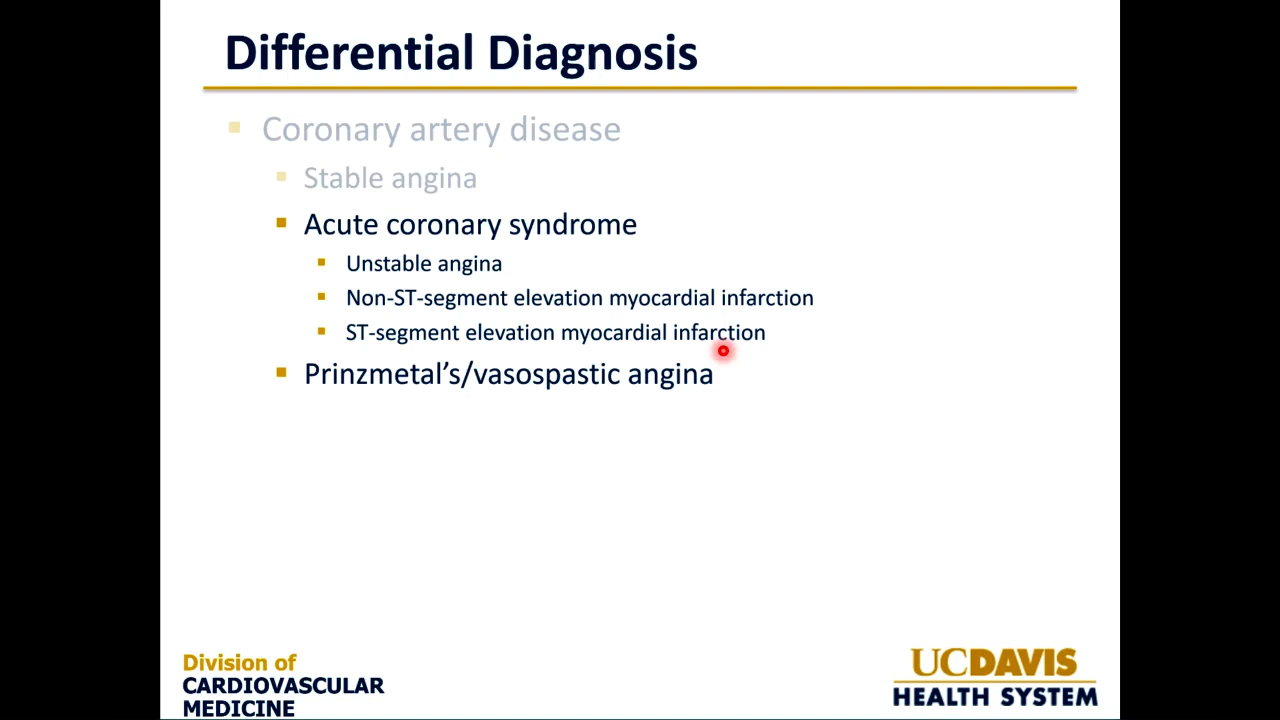 Differential Diagnosis
Coronary artery disease
Stable angina
Acute coronary syndrome
Unstable angina
Non-ST-segment elevation myocardial infarction
ST-segment elevation myocardial infarction
Prinzmetal’s/vasospastic angina
Division of
CARDIOVASCULAR
MEDICINE
UCDAVIS
HEALTH SYSTEM